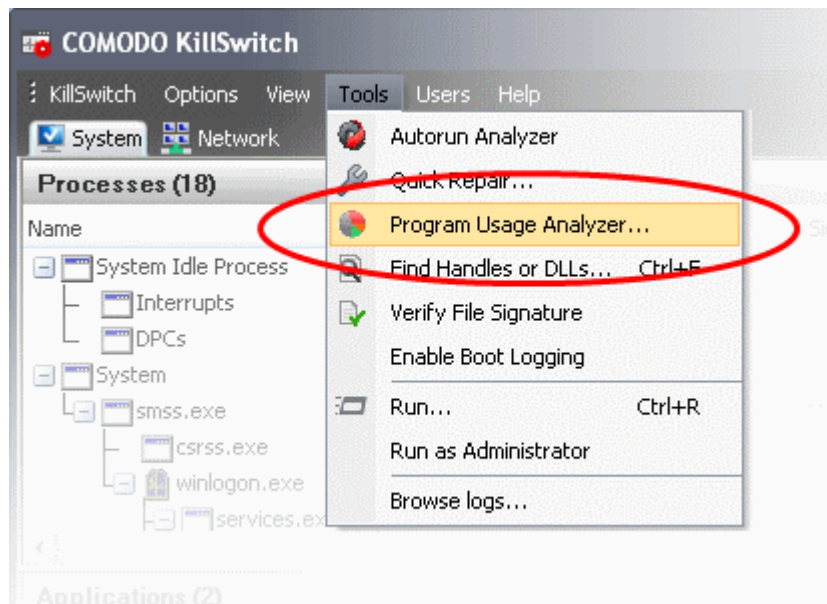 COMODO KillSwitch
KillSwitch Options View Tools Users Help
System Network
Processes (18)
Name
System Idle Process
Interrupts
DPCs
System
smss.exe
csrss.exe
winlogon.exe
services.ex
Applications (2)
Autorun Analyzer
Quick Repair...
Program Usage Analyzer...
Find Handles or DLLs... Ctrl+F
Verify File Signature
Enable Boot Logging
Run... Ctrl+R
Run as Administrator
Browse logs...